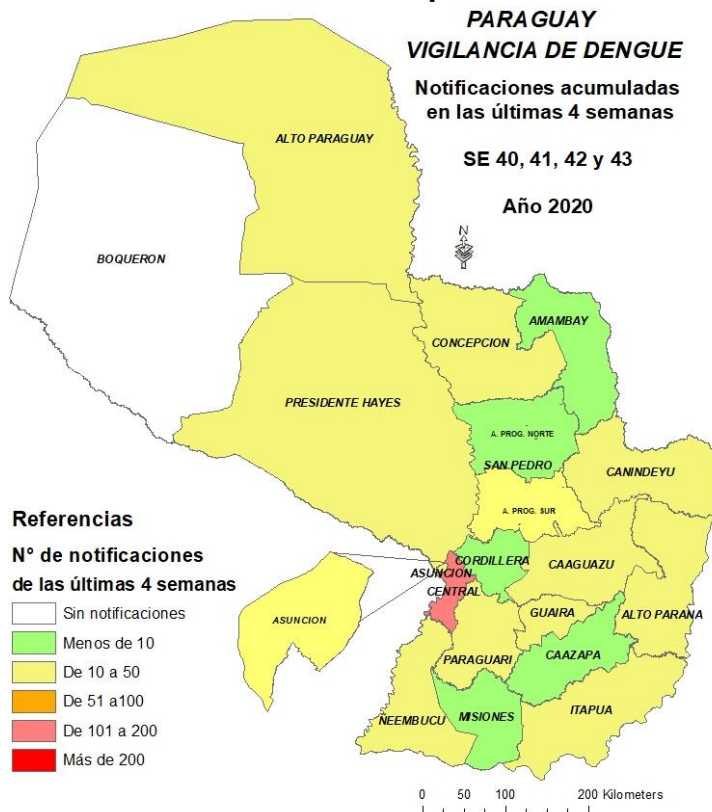 PARAGUAY
VIGILANCIA DE DENGUE
Notificaciones acumuladas
en las últimas 4 semanas
SE 40, 41, 42 y 43
Año 2020
N
ALTO PARAGUAY
BOQUERON
CONCEPCION
AMAMBAY
PRESIDENTE HAYES
A. PROG. NORTE
SAN PEDRO
CANINDEYU
A. PROG. SUR
CORDILLERA
ASUNCION
CENTRAL
CAAGUAZU
ASUNCION
GUAIRA
ALTO PARANA
PARAGUARI
CAAZAPA
ÑEEMBUCU
MISIONES
ITAPUA
Referencias
N° de notificaciones
de las últimas 4 semanas
Sin notificaciones
Menos de 10
De 10 a 50
De 51 a100
De 101 a 200
Más de 200
0 50 100 200 Kilometers